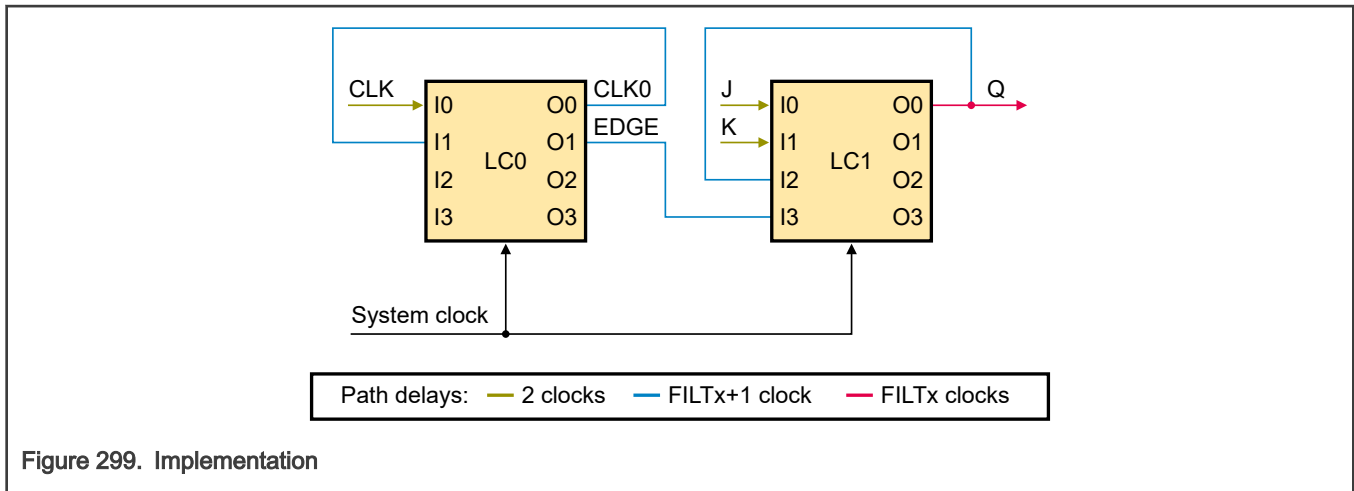 CLK
I0
I1
I2
I3
LC0
O0
O1
O2
O3
CLK0
EDGE
J
K
I0
I1
I2
I3
LC1
O0
O1
O2
O3
Q
System clock
Path delays: 2 clocks FILTx+1 clock FILTx clocks
Figure 299. Implementation